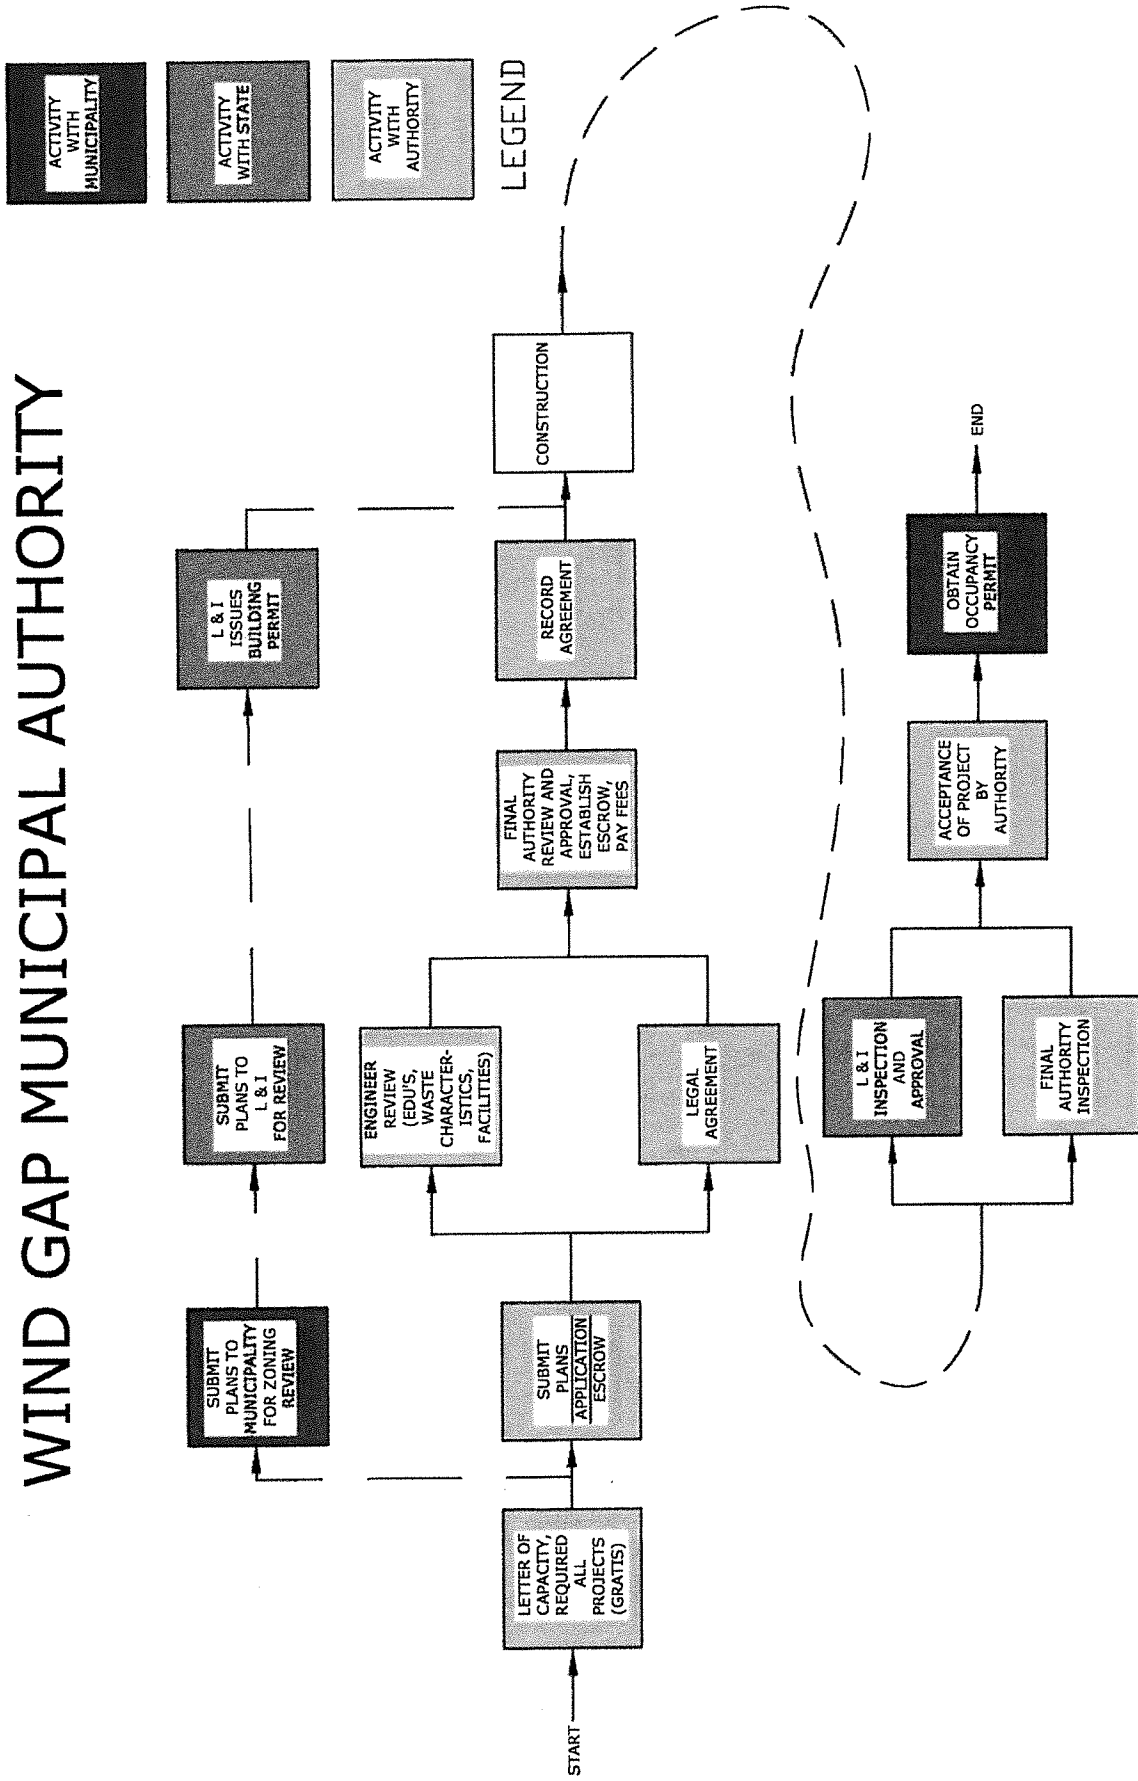 WIND GAP MUNICIPAL AUTHORITY
ACTIVITY
WITH
MUNICIPALITY
ACTIVITY
WITH STATE
ACTIVITY
WITH
AUTHORITY
LEGEND
SUBMIT
PLANS TO
MUNICIPALITY
FOR ZONING
REVIEW
SUBMIT
PLANS TO
L & I
FOR REVIEW
L & I
ISSUES
BUILDING
PERMIT
START
LETTER OF
CAPACITY,
REQUIRED
ALL
PROJECTS
(GRATIS)
SUBMIT
PLANS
APPLICATION
ESCROW
ENGINEER
REVIEW
(EDU'S,
WASTE
CHARACTER-
ISTICS,
FACILITIES)
LEGAL
AGREEMENT
FINAL
AUTHORITY
REVIEW AND
APPROVAL,
ESTABLISH
ESCROW,
PAY FEES
RECORD
AGREEMENT
CONSTRUCTION
L & I
INSPECTION
AND
APPROVAL
FINAL
AUTHORITY
INSPECTION
ACCEPTANCE
OF PROJECT
BY
AUTHORITY
OBTAIN
OCCUPANCY
PERMIT
END